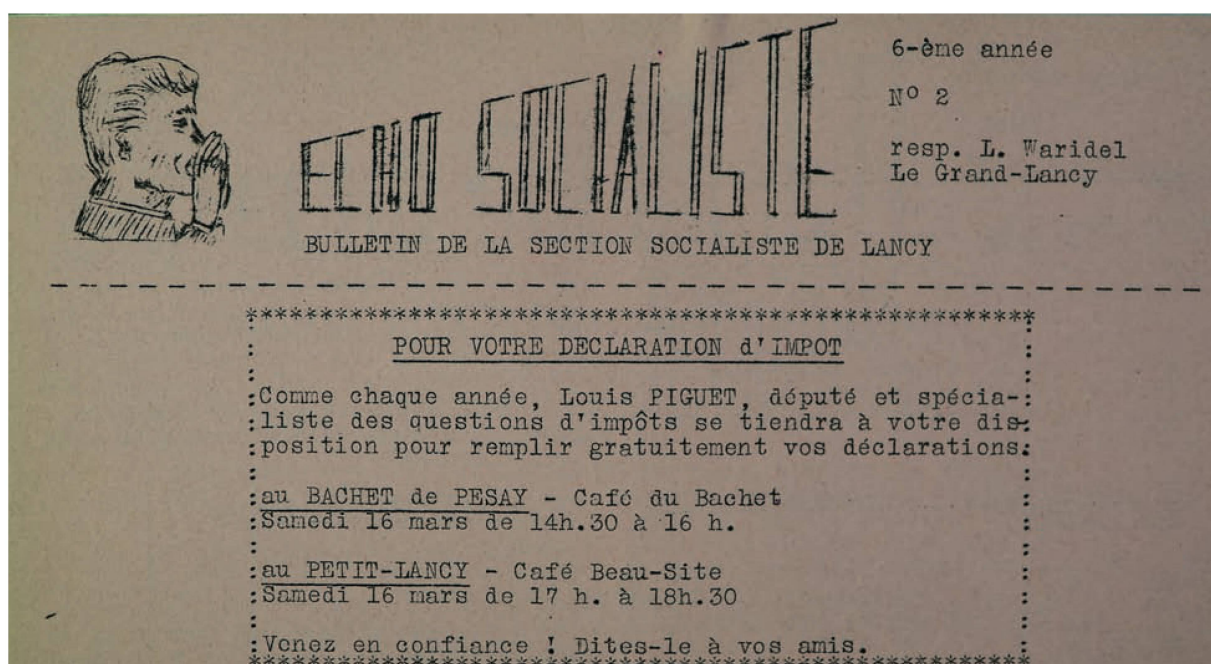 ECHO SOCIALISTE
6-ème année
Nº 2
resp. L. Waridel
Le Grand-Lancy
BULLETIN DE LA SECTION SOCIALISTE DE LANCY
POUR VOTRE DECLARATION d'IMPOT
Comme chaque année, Louis PIGUET, député et spécia-
liste des questions d'impôts se tiendra à votre dis-
position pour remplir gratuitement vos déclarations.
au BACHET de PESAY - Café du Bachet
Samedi 16 mars de 14h.30 à 16 h.
au PETIT-LANCY - Café Beau-Site
Samedi 16 mars de 17 h. à 18h.30
Venez en confiance ! Dites-le à vos amis.